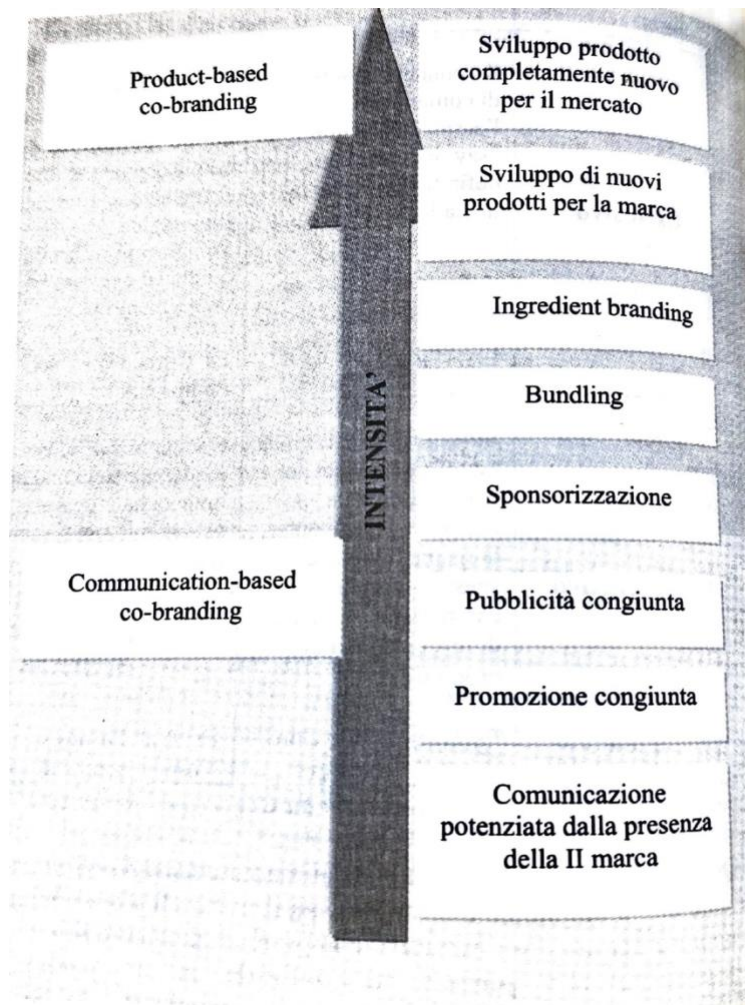 Product-based
co-branding
Sviluppo prodotto
completamente nuovo
per il mercato
Sviluppo di nuovi
prodotti per la marca
Ingredient branding
Bundling
INTENSITA'
Sponsorizzazione
Communication-based
co-branding
Pubblicità congiunta
Promozione congiunta
Comunicazione
potenziata dalla presenza
della II marca